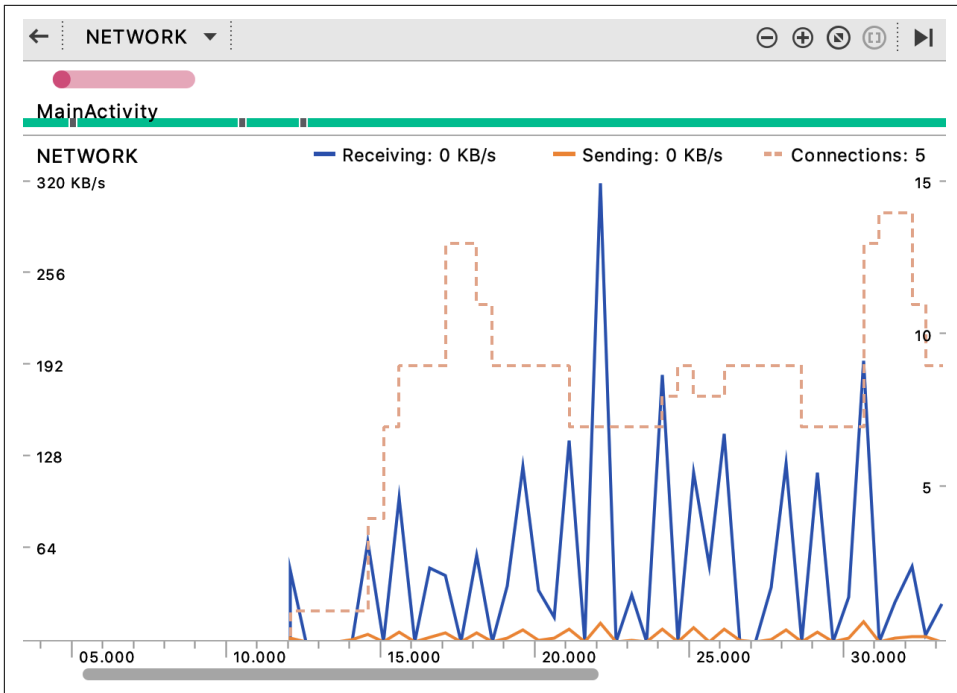 NETWORK
MainActivity
NETWORK Receiving: 0 KB/s Sending: 0 KB/s Connections: 5
320 KB/s 15
256
192 10
128
5
64
05.000 10.000 15.000 20.000 25.000 30.000